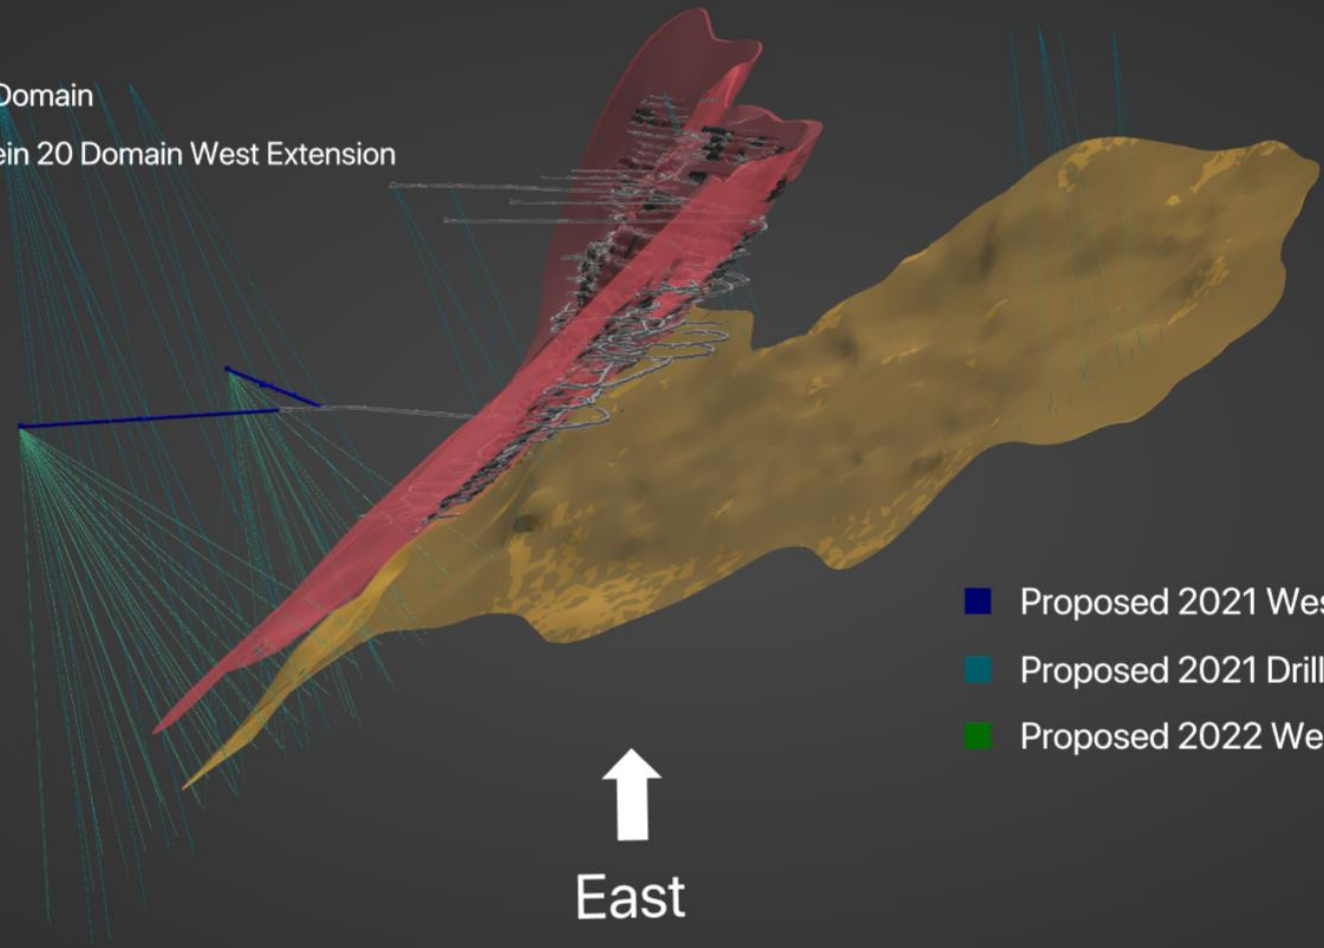 Domain
ein 20 Domain West Extension
Proposed 2021 Wes
Proposed 2021 Drill
Proposed 2022 We
East